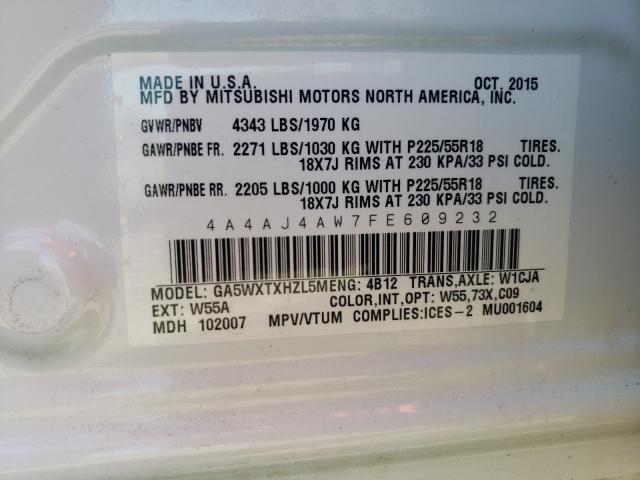 MADE IN U.S.A. OCT. 2015
MFD BY MITSUBISHI MOTORS NORTH AMERICA, INC.
GVWR/PNBV 4343 LBS/1970 KG
GAWR/PNBE FR. 2271 LBS/1030 KG WITH P225/55R18 TIRES.
18X7J RIMS AT 230 KPA/33 PSI COLD.
GAWR/PNBE RR. 2205 LBS/1000 KG WITH P225/55R18 TIRES.
18X7J RIMS AT 230 KPA/33 PSI COLD.
4A4AJ4AW7FE609232
MODEL: GA5WXTXHZL5MENG: 4B12 TRANS,AXLE: W1CJA
EXT: W55A COLOR,INT,OPT: W55,73X,C09
MDH 102007 MPV/VTUM COMPLIES:ICES-2 MU001604